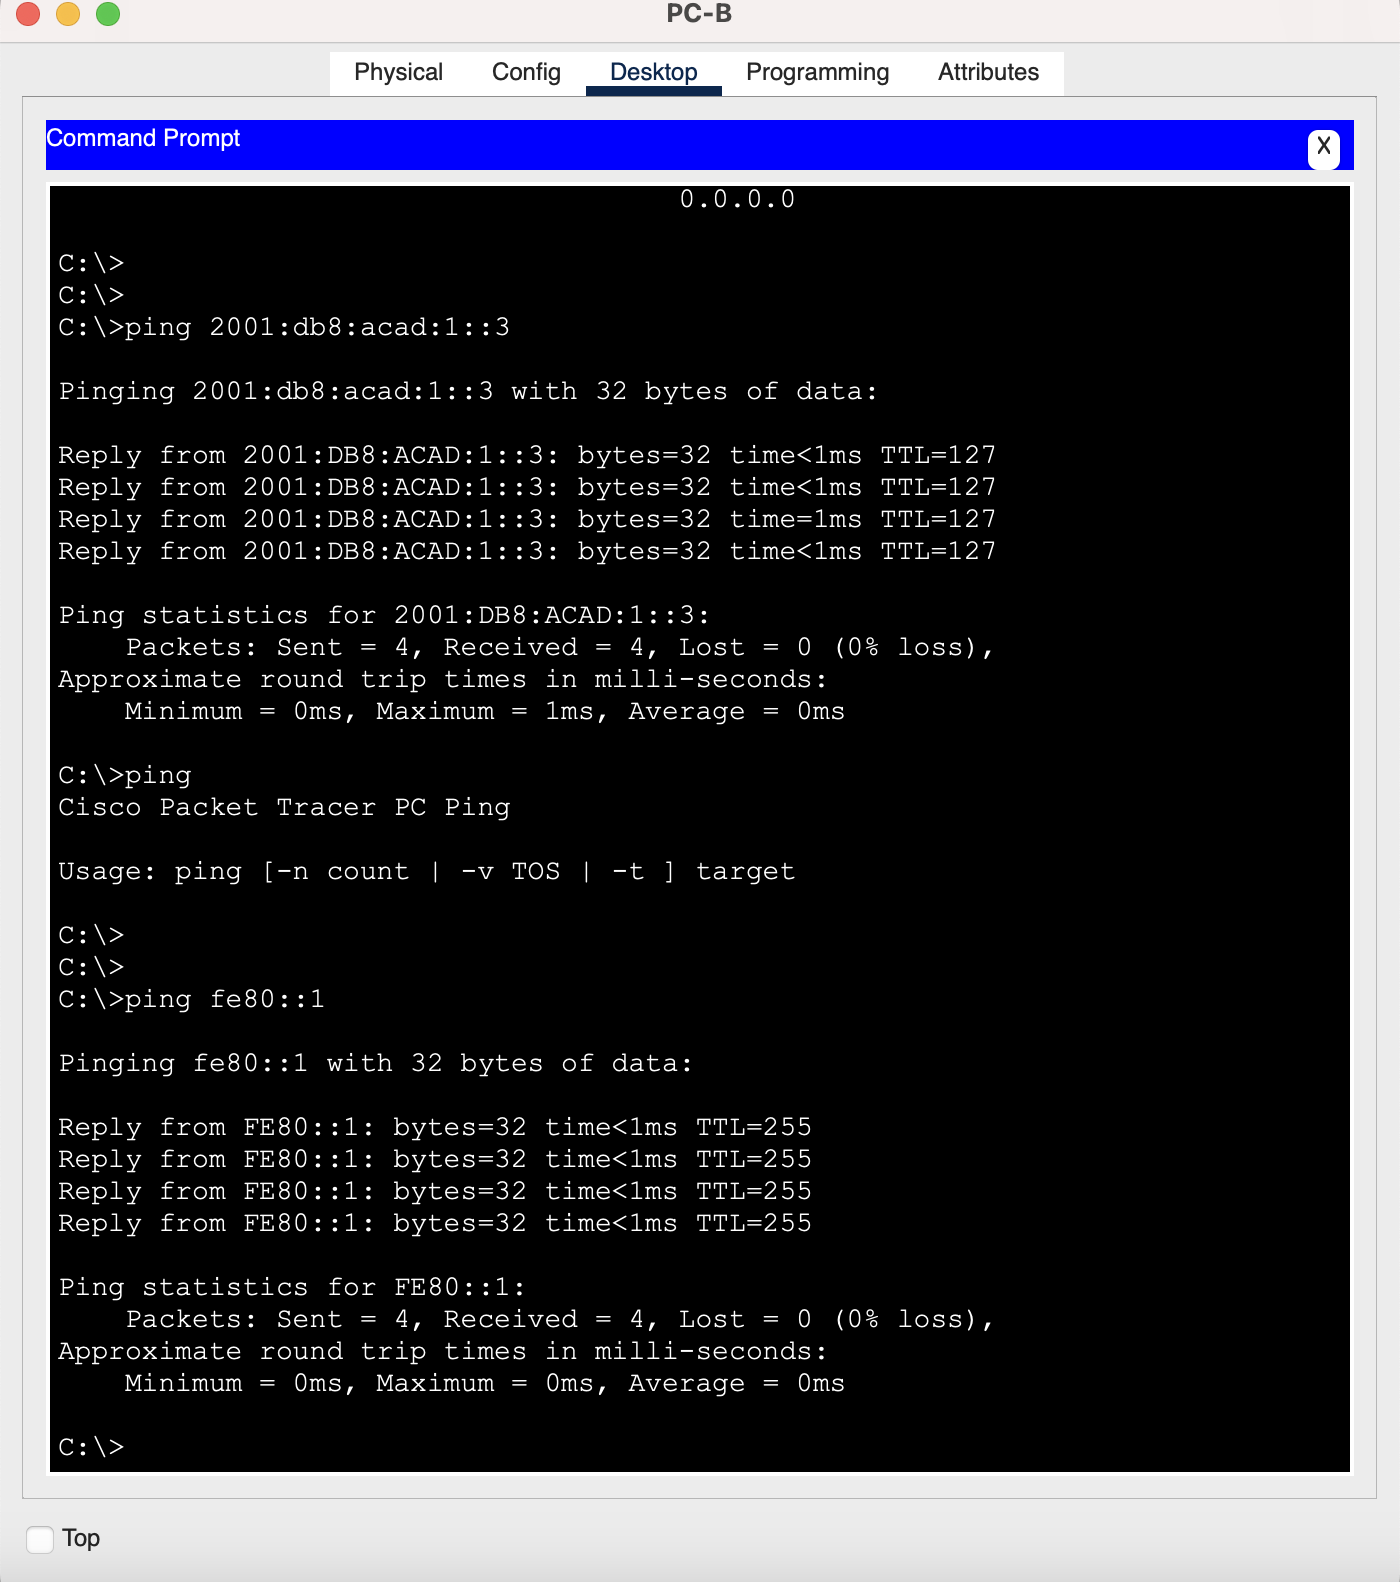 PC-B
Physical Config Desktop Programming Attributes
Command Prompt
X
0.0.0.0
C:\>
C:\>
C:\>ping 2001:db8:acad:1::3
Pinging 2001:db8:acad:1::3 with 32 bytes of data:
Reply from 2001:DB8:ACAD:1::3: bytes=32 time<1ms TTL=127
Reply from 2001:DB8:ACAD:1::3: bytes=32 time<1ms TTL=127
Reply from 2001:DB8:ACAD:1::3: bytes=32 time=1ms TTL=127
Reply from 2001:DB8:ACAD:1::3: bytes=32 time<1ms TTL=127
Ping statistics for 2001:DB8:ACAD:1::3:
Packets: Sent = 4, Received = 4, Lost = 0 (0% loss),
Approximate round trip times in milli-seconds:
Minimum = 0ms, Maximum = 1ms, Average = 0ms
C:\>ping
Cisco Packet Tracer PC Ping
Usage: ping [-n count | -v TOS | -t ] target
C:\>
C:\>
C:\>ping fe80::1
Pinging fe80::1 with 32 bytes of data:
Reply from FE80::1: bytes=32 time<1ms TTL=255
Reply from FE80::1: bytes=32 time<1ms TTL=255
Reply from FE80::1: bytes=32 time<1ms TTL=255
Reply from FE80::1: bytes=32 time<1ms TTL=255
Ping statistics for FE80::1:
Packets: Sent = 4, Received = 4, Lost = 0 (0% loss),
Approximate round trip times in milli-seconds:
Minimum = 0ms, Maximum = 0ms, Average = 0ms
C:\>
Top